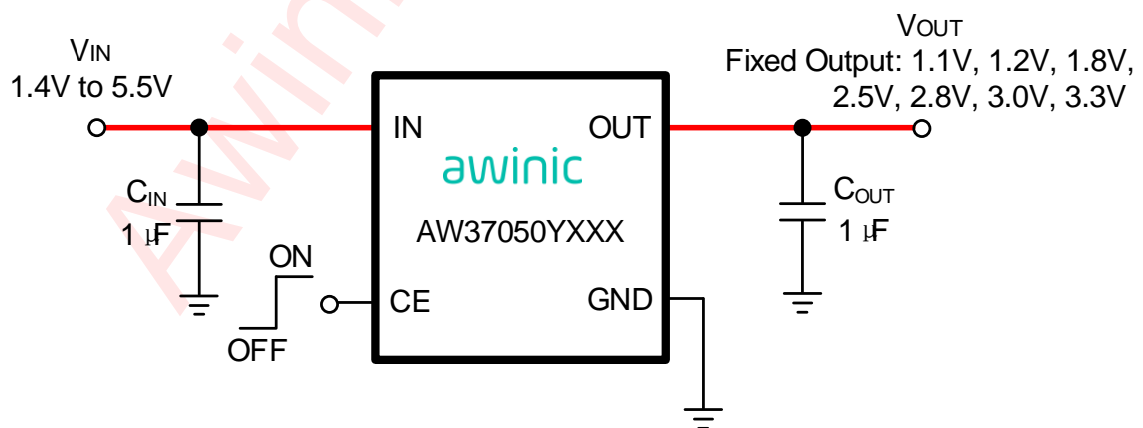 VIN
1.4V to 5.5V
VOUT
Fixed Output: 1.1V, 1.2V, 1.8V,
2.5V, 2.8V, 3.0V, 3.3V
IN
OUT
awinic
AW37050YXXX
CIN
1 µF
COUT
1 µF
ON
OFF
CE
GND
Awin